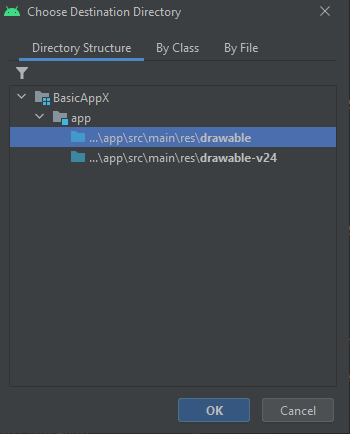 Choose Destination Directory
Directory Structure By Class By File
BasicAppX
app
...\app\src\main\res\drawable
...\app\src\main\res\drawable-v24
OK Cancel